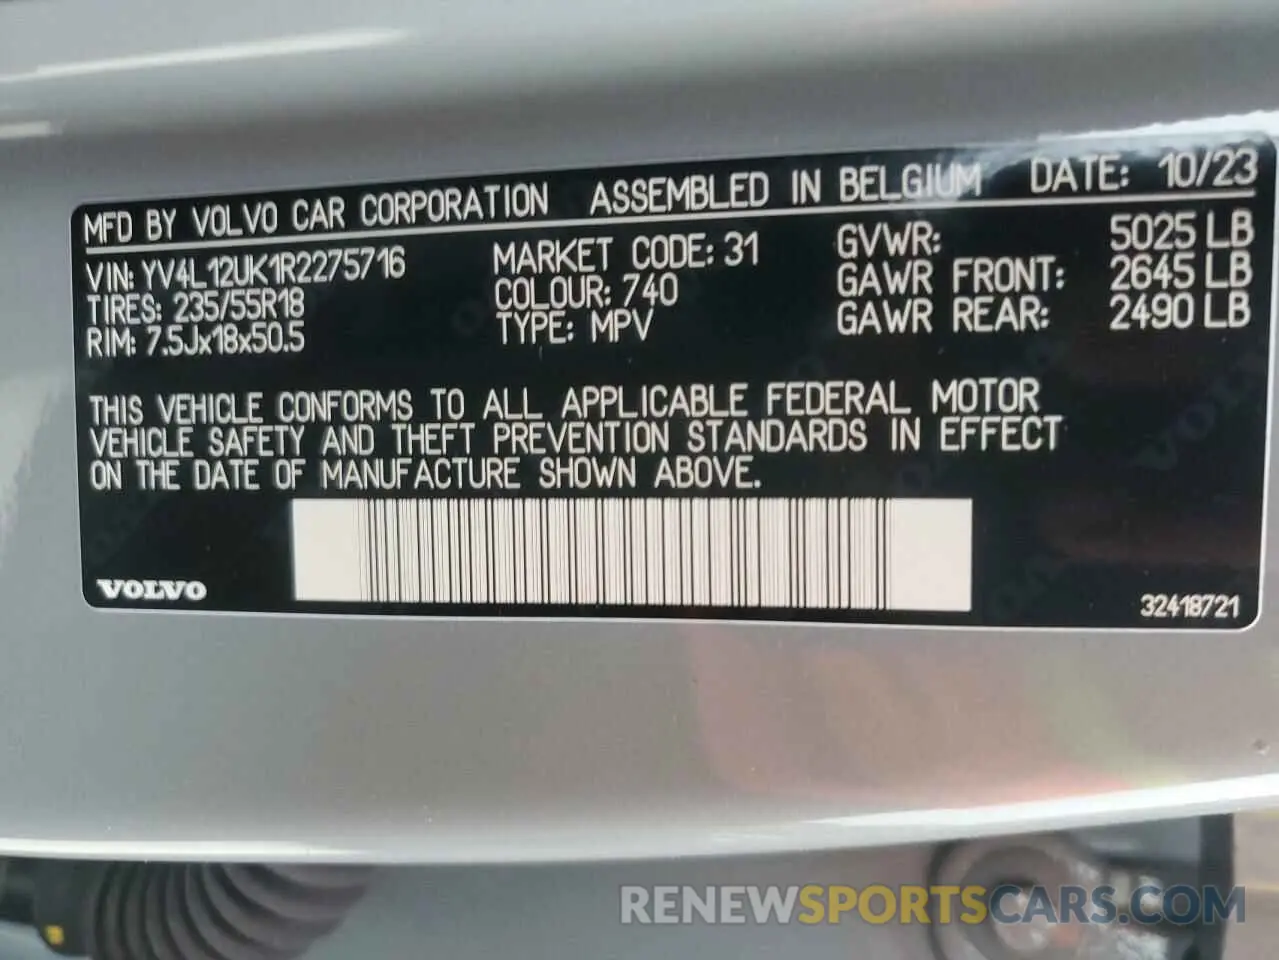 MFD BY VOLVO CAR CORPORATION ASSEMBLED IN BELGIUM DATE: 10/23
VIN: YV4L12UK1R2275716 MARKET CODE: 31 GVWR: 5025 LB
TIRES: 235/55R18 COLOUR: 740 GAWR FRONT: 2645 LB
RIM: 7.5Jx18x50.5 TYPE: MPV GAWR REAR: 2490 LB
THIS VEHICLE CONFORMS TO ALL APPLICABLE FEDERAL MOTOR
VEHICLE SAFETY AND THEFT PREVENTION STANDARDS IN EFFECT
ON THE DATE OF MANUFACTURE SHOWN ABOVE.
VOLVO 32418721
RENEWSPORTSCARS.COM